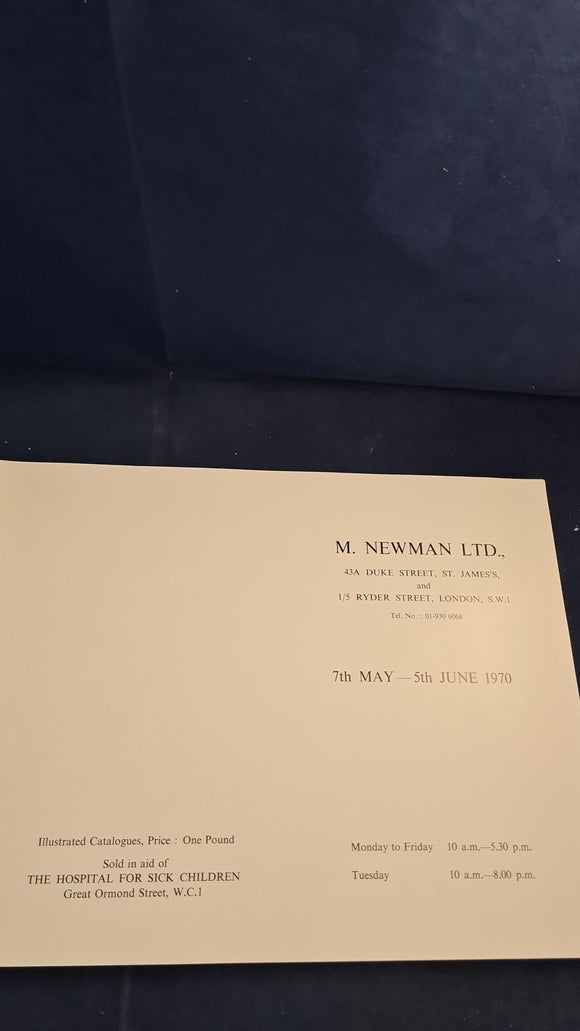 M. NEWMAN LTD.,
43A DUKE STREET, ST. JAMES'S,
and
1/5 RYDER STREET, LONDON, S.W.1
Tel. No. : 01-930 6068
7th MAY — 5th JUNE 1970
Illustrated Catalogues, Price : One Pound
Sold in aid of
THE HOSPITAL FOR SICK CHILDREN
Great Ormond Street, W.C.1
Monday to Friday 10 a.m.—5.30 p.m.
Tuesday 10 a.m.—8.00 p.m.